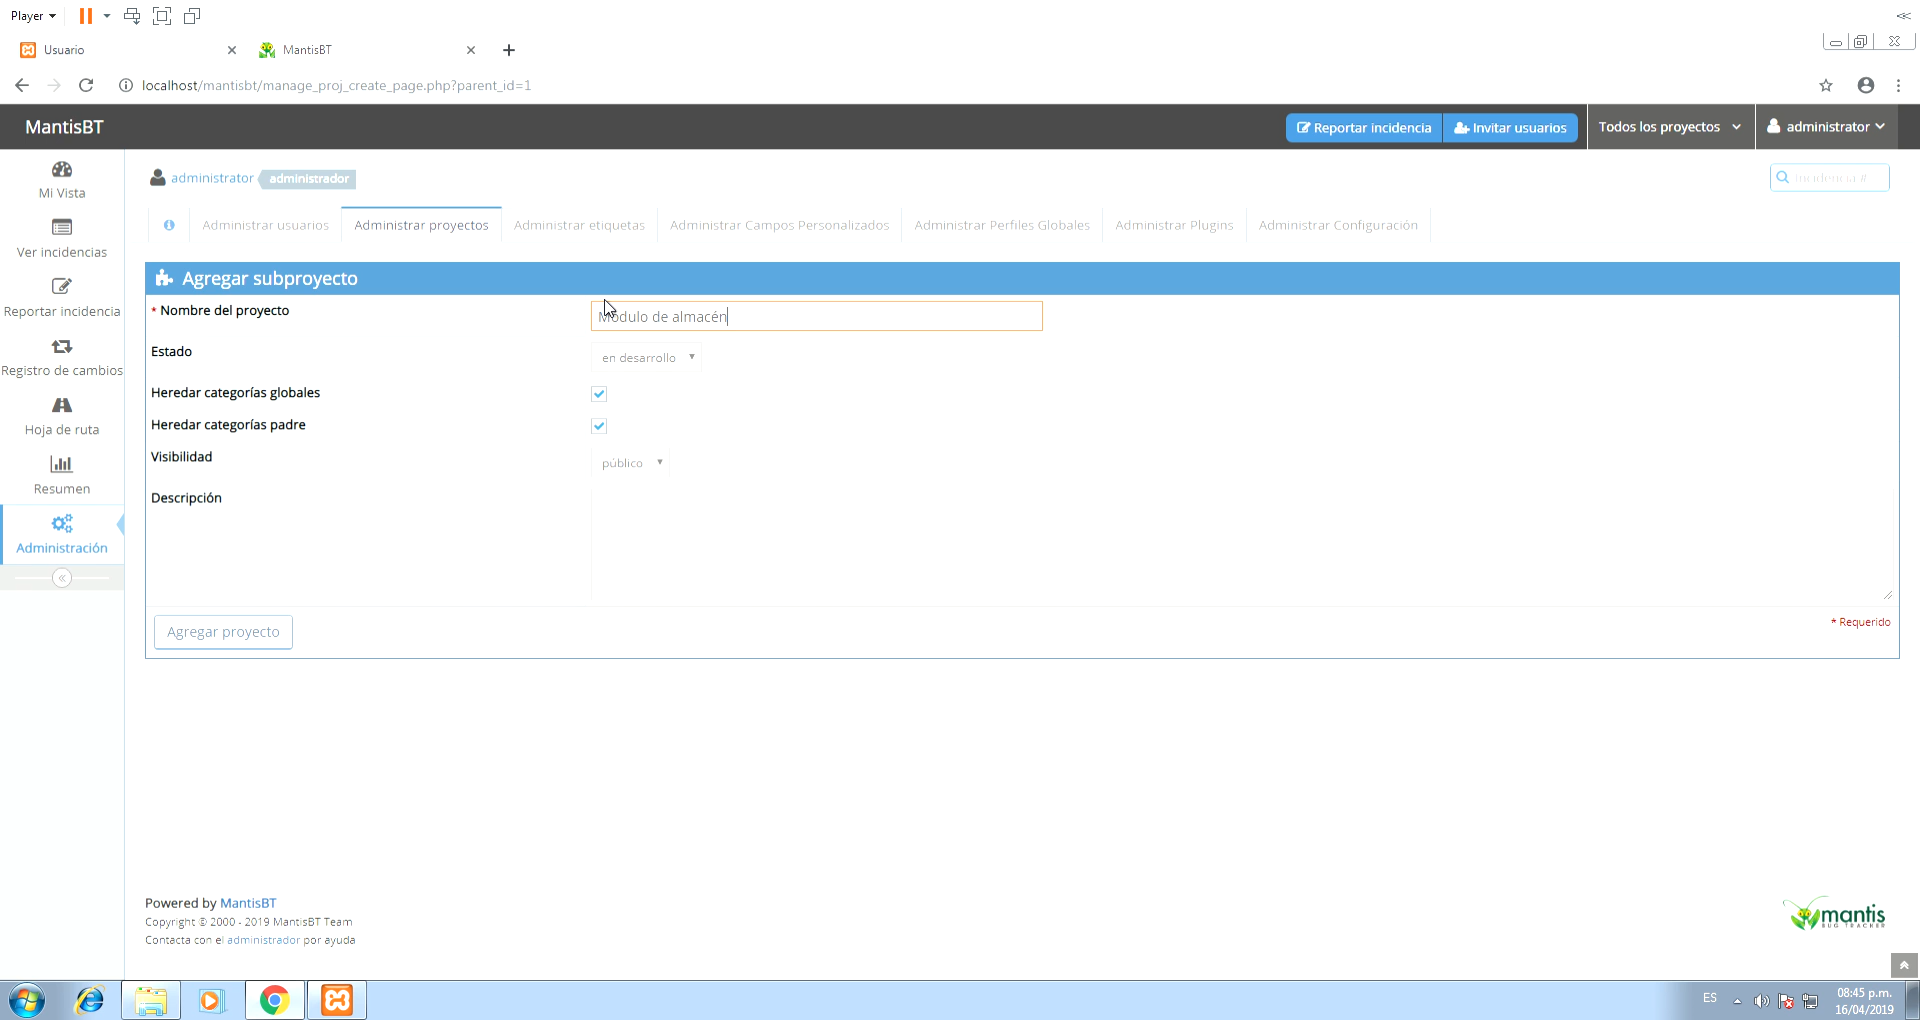 Player
Usuario
MantisBT
localhost/mantisbt/manage_proj_create_page.php?parent_id=1
MantisBT
Reportar incidencia
Invitar usuarios
Todos los proyectos
administrator
Mi Vista
Ver incidencias
Reportar incidencia
Registro de cambios
Hoja de ruta
Resumen
Administración
administrator administrador
incidencia #
Administrar usuarios
Administrar proyectos
Administrar etiquetas
Administrar Campos Personalizados
Administrar Perfiles Globales
Administrar Plugins
Administrar Configuración
Agregar subproyecto
* Nombre del proyecto
Módulo de almacén
Estado
en desarrollo
Heredar categorías globales
Heredar categorías padre
Visibilidad
público
Descripción
Agregar proyecto
* Requerido
Powered by MantisBT
Copyright © 2000 - 2019 MantisBT Team
Contacta con el administrador por ayuda
mantis
BUG TRACKER
ES
08:45 p.m.
16/04/2019